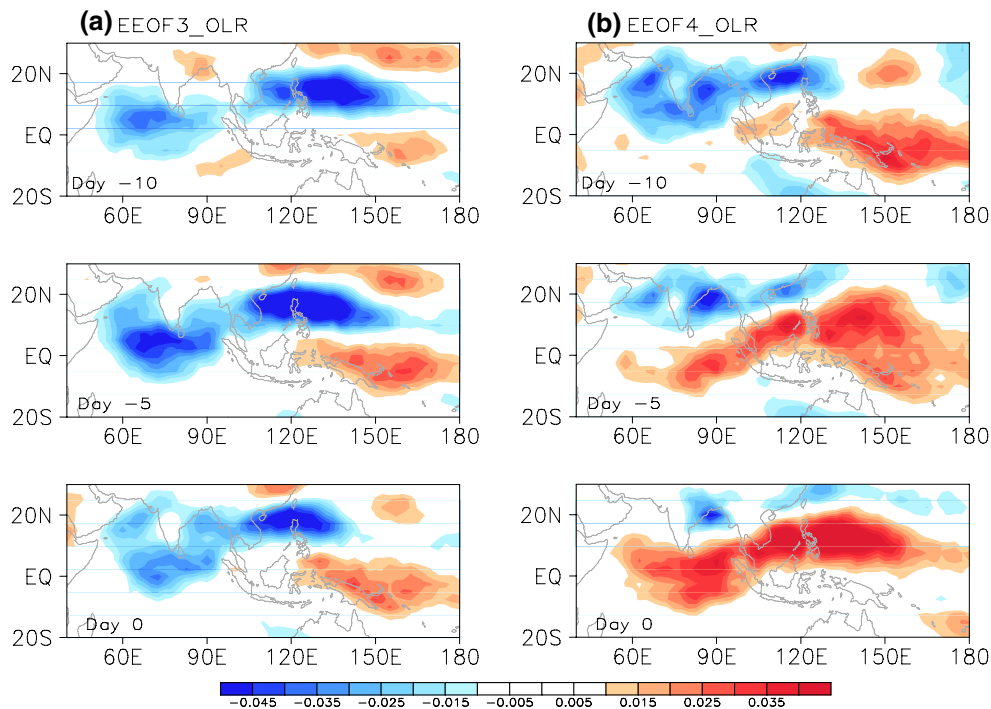 (a) EEOF3_OLR
(b) EEOF4_OLR
20N
EQ
20S
Day -10
60E 90E 120E 150E 180
20N
EQ
20S
-10
60E 90E 120E 150E 180
20N
EQ
20S
Day -5
60E 90E 120E 150E 180
20N
EQ
20S
Day -5
60E 90E 120E 150E 180
20N
EQ
20S
Day 0
60E 90E 120E 150E 180
20N
EQ
20S
Day 0
60E 90E 120E 150E 180
-0.045 -0.035 -0.025 -0.015 -0.005 0.005 0.015 0.025 0.035